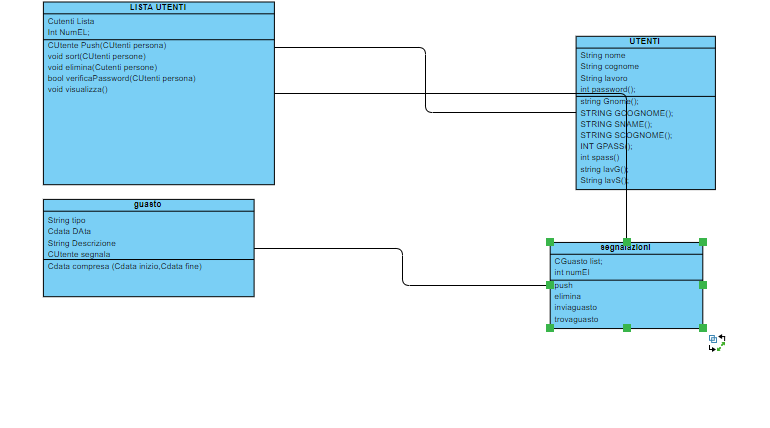 LISTA UTENTI
Cutenti Lista
Int NumEL;
CUtente Push(CUtenti persona)
void sort(CUtenti persone)
void elimina(Cutenti persone)
bool verificaPassword(CUtenti persona)
void visualizza()
UTENTI
String nome
String cognome
String lavoro
int password();
string Gnome();
STRING GCOGNOME();
STRING SNAME();
STRING SCOGNOME();
INT GPASS();
int spass()
string lavG();
String lavS();
guasto
String tipo
Cdata DAta
String Descrizione
CUtente segnala
Cdata compresa (Cdata inizio,Cdata fine)
segnalazioni
CGuasto list;
int numEl
push
elimina
inviaguasto
trovaguasto